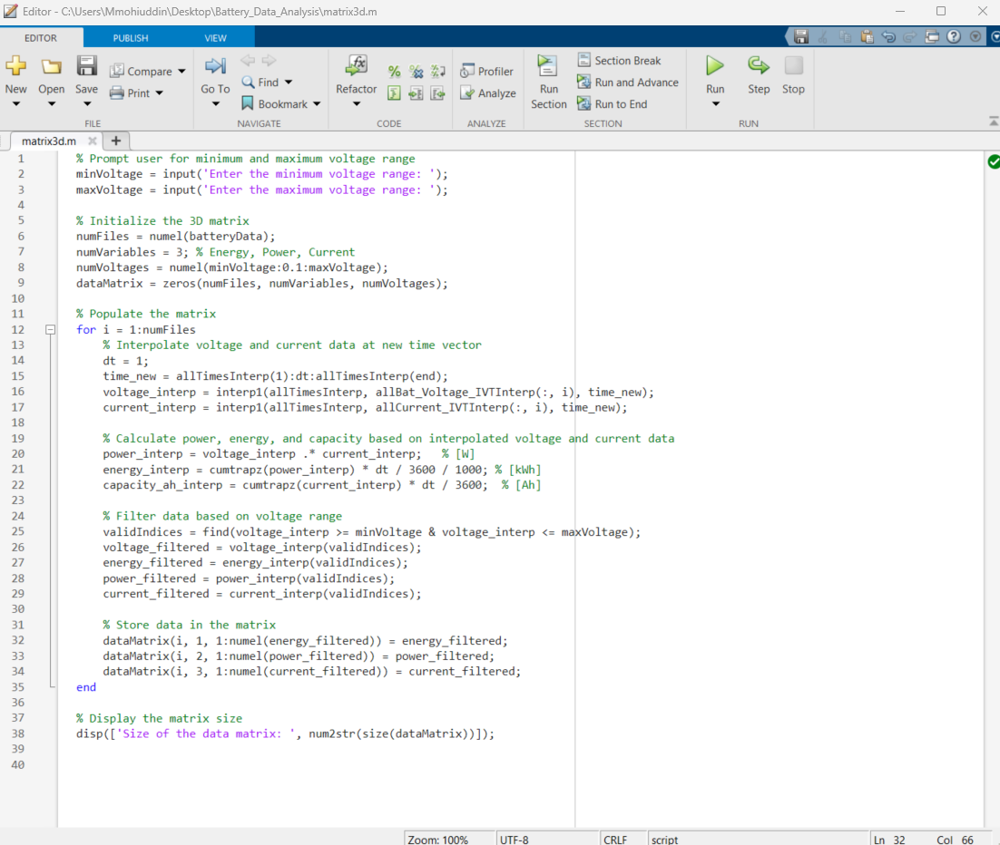 Editor - C:\Users\Mmohiuddin\Desktop\Battery_Data_Analysis\matrix3d.m
EDITOR PUBLISH VIEW
New Open Save Compare Print
Go To Find Bookmark
Refactor
Profiler Analyze
Run Section
Section Break
Run and Advance
Run to End
Run Step Stop
FILE NAVIGATE CODE ANALYZE SECTION RUN
matrix3d.m
1 % Prompt user for minimum and maximum voltage range
2 minVoltage = input('Enter the minimum voltage range: ');
3 maxVoltage = input('Enter the maximum voltage range: ');
4
5 % Initialize the 3D matrix
6 numFiles = numel(batteryData);
7 numVariables = 3; % Energy, Power, Current
8 numVoltages = numel(minVoltage:0.1:maxVoltage);
9 dataMatrix = zeros(numFiles, numVariables, numVoltages);
10
11 % Populate the matrix
12 for i = 1:numFiles
13 % Interpolate voltage and current data at new time vector
14 dt = 1;
15 time_new = allTimesInterp(1):dt:allTimesInterp(end);
16 voltage_interp = interp1(allTimesInterp, allBat_Voltage_IVTInterp(:, i), time_new);
17 current_interp = interp1(allTimesInterp, allCurrent_IVTInterp(:, i), time_new);
18
19 % Calculate power, energy, and capacity based on interpolated voltage and current data
20 power_interp = voltage_interp .* current_interp; % [W]
21 energy_interp = cumtrapz(power_interp) * dt / 3600 / 1000; % [kWh]
22 capacity_ah_interp = cumtrapz(current_interp) * dt / 3600; % [Ah]
23
24 % Filter data based on voltage range
25 validIndices = find(voltage_interp >= minVoltage & voltage_interp <= maxVoltage);
26 voltage_filtered = voltage_interp(validIndices);
27 energy_filtered = energy_interp(validIndices);
28 power_filtered = power_interp(validIndices);
29 current_filtered = current_interp(validIndices);
30
31 % Store data in the matrix
32 dataMatrix(i, 1, 1:numel(energy_filtered)) = energy_filtered;
33 dataMatrix(i, 2, 1:numel(power_filtered)) = power_filtered;
34 dataMatrix(i, 3, 1:numel(current_filtered)) = current_filtered;
35 end
36
37 % Display the matrix size
38 disp(['Size of the data matrix: ', num2str(size(dataMatrix))]);
39
40
Zoom: 100% UTF-8 CRLF script Ln 32 Col 66